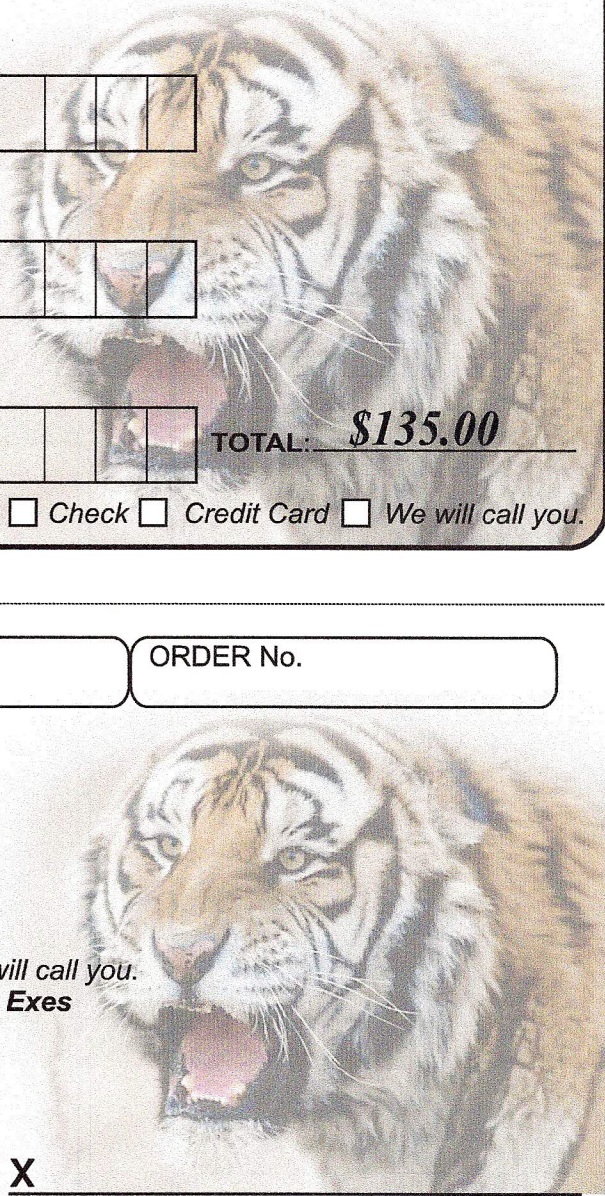 TOTAL: $135.00
Check Credit Card We will call you.
ORDER No.
will call you.
Exes
X